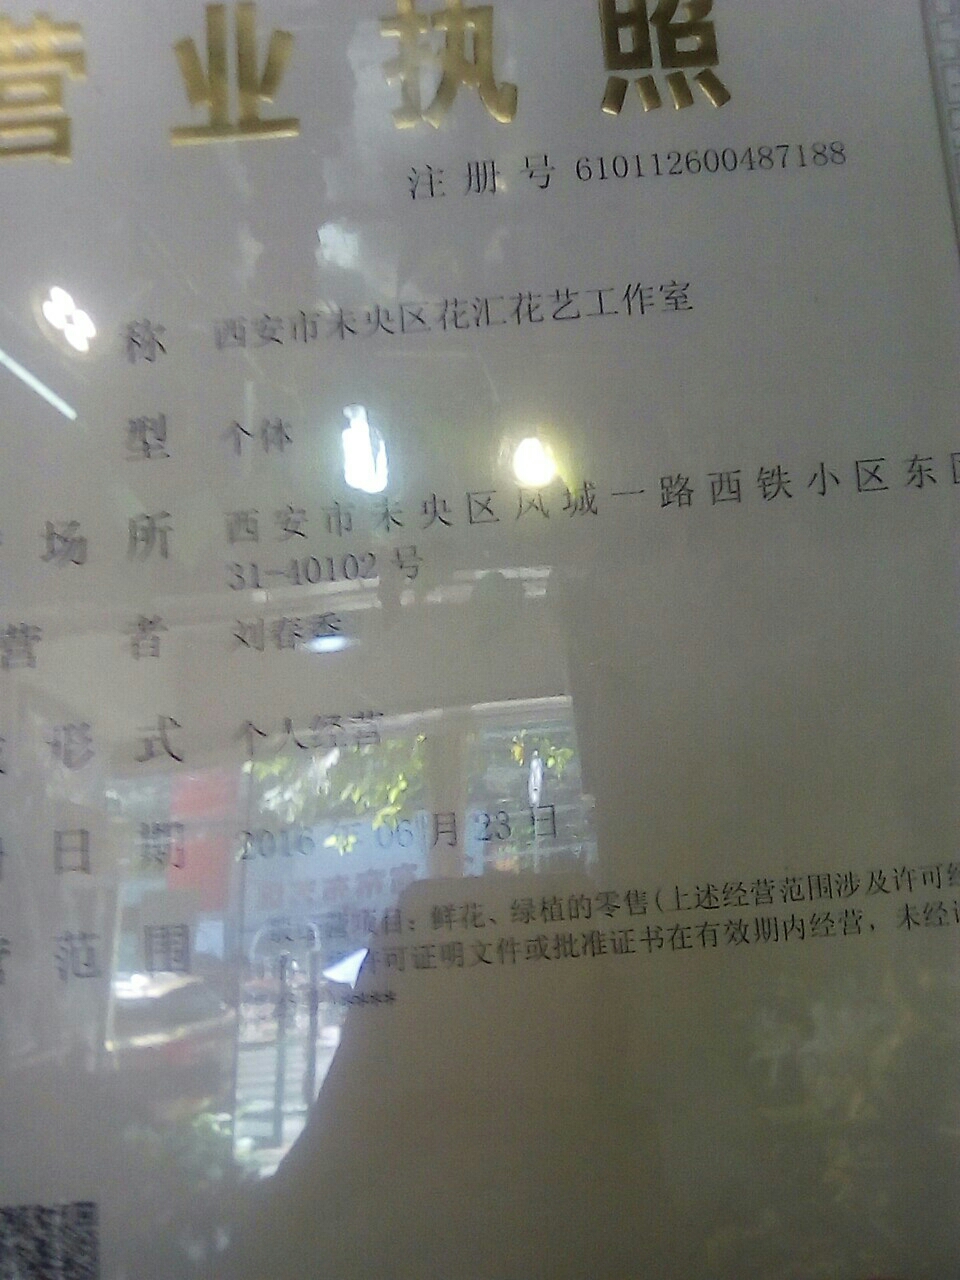 营业执照
注册号 610112600487188
称 西安市未央区花汇花艺工作室
型 个体
场所 西安市未央区凤城一路西铁小区东区
31-40102号
营者 刘春香
形式 个人经营
日期 2016年06月23日
范围 营项目：鲜花、绿植的零售(上述经营范围涉及许可经
许可证明文件或批准证书在有效期内经营，未经许
***